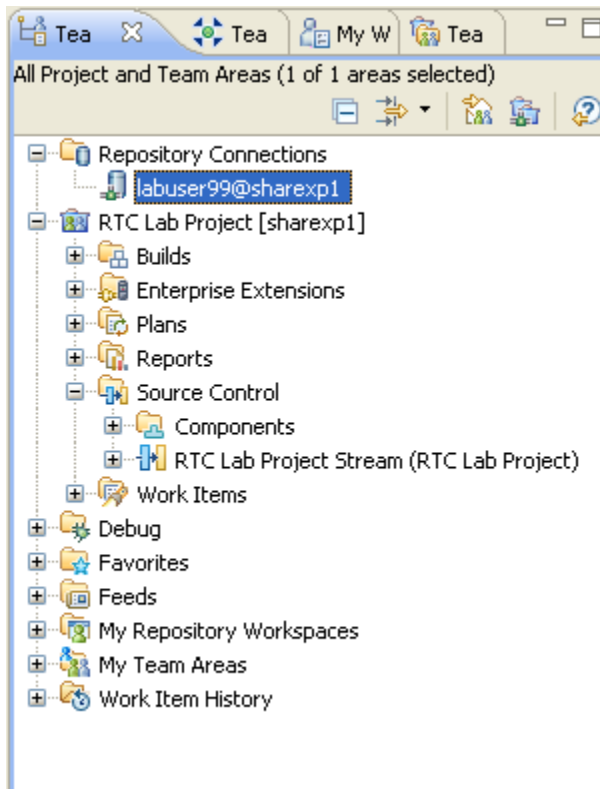 Tea Tea My W Tea
All Project and Team Areas (1 of 1 areas selected)
Repository Connections
labuser99@sharexp1
RTC Lab Project [sharexp1]
Builds
Enterprise Extensions
Plans
Reports
Source Control
Components
RTC Lab Project Stream (RTC Lab Project)
Work Items
Debug
Favorites
Feeds
My Repository Workspaces
My Team Areas
Work Item History